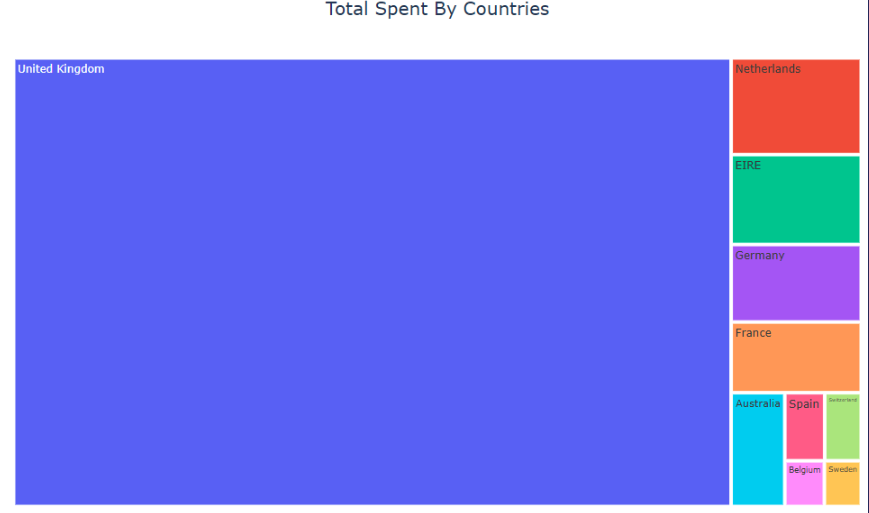 Total Spent By Countries
United Kingdom
Netherlands
EIRE
Germany
France
Australia
Spain
Switzerland
Belgium
Sweden